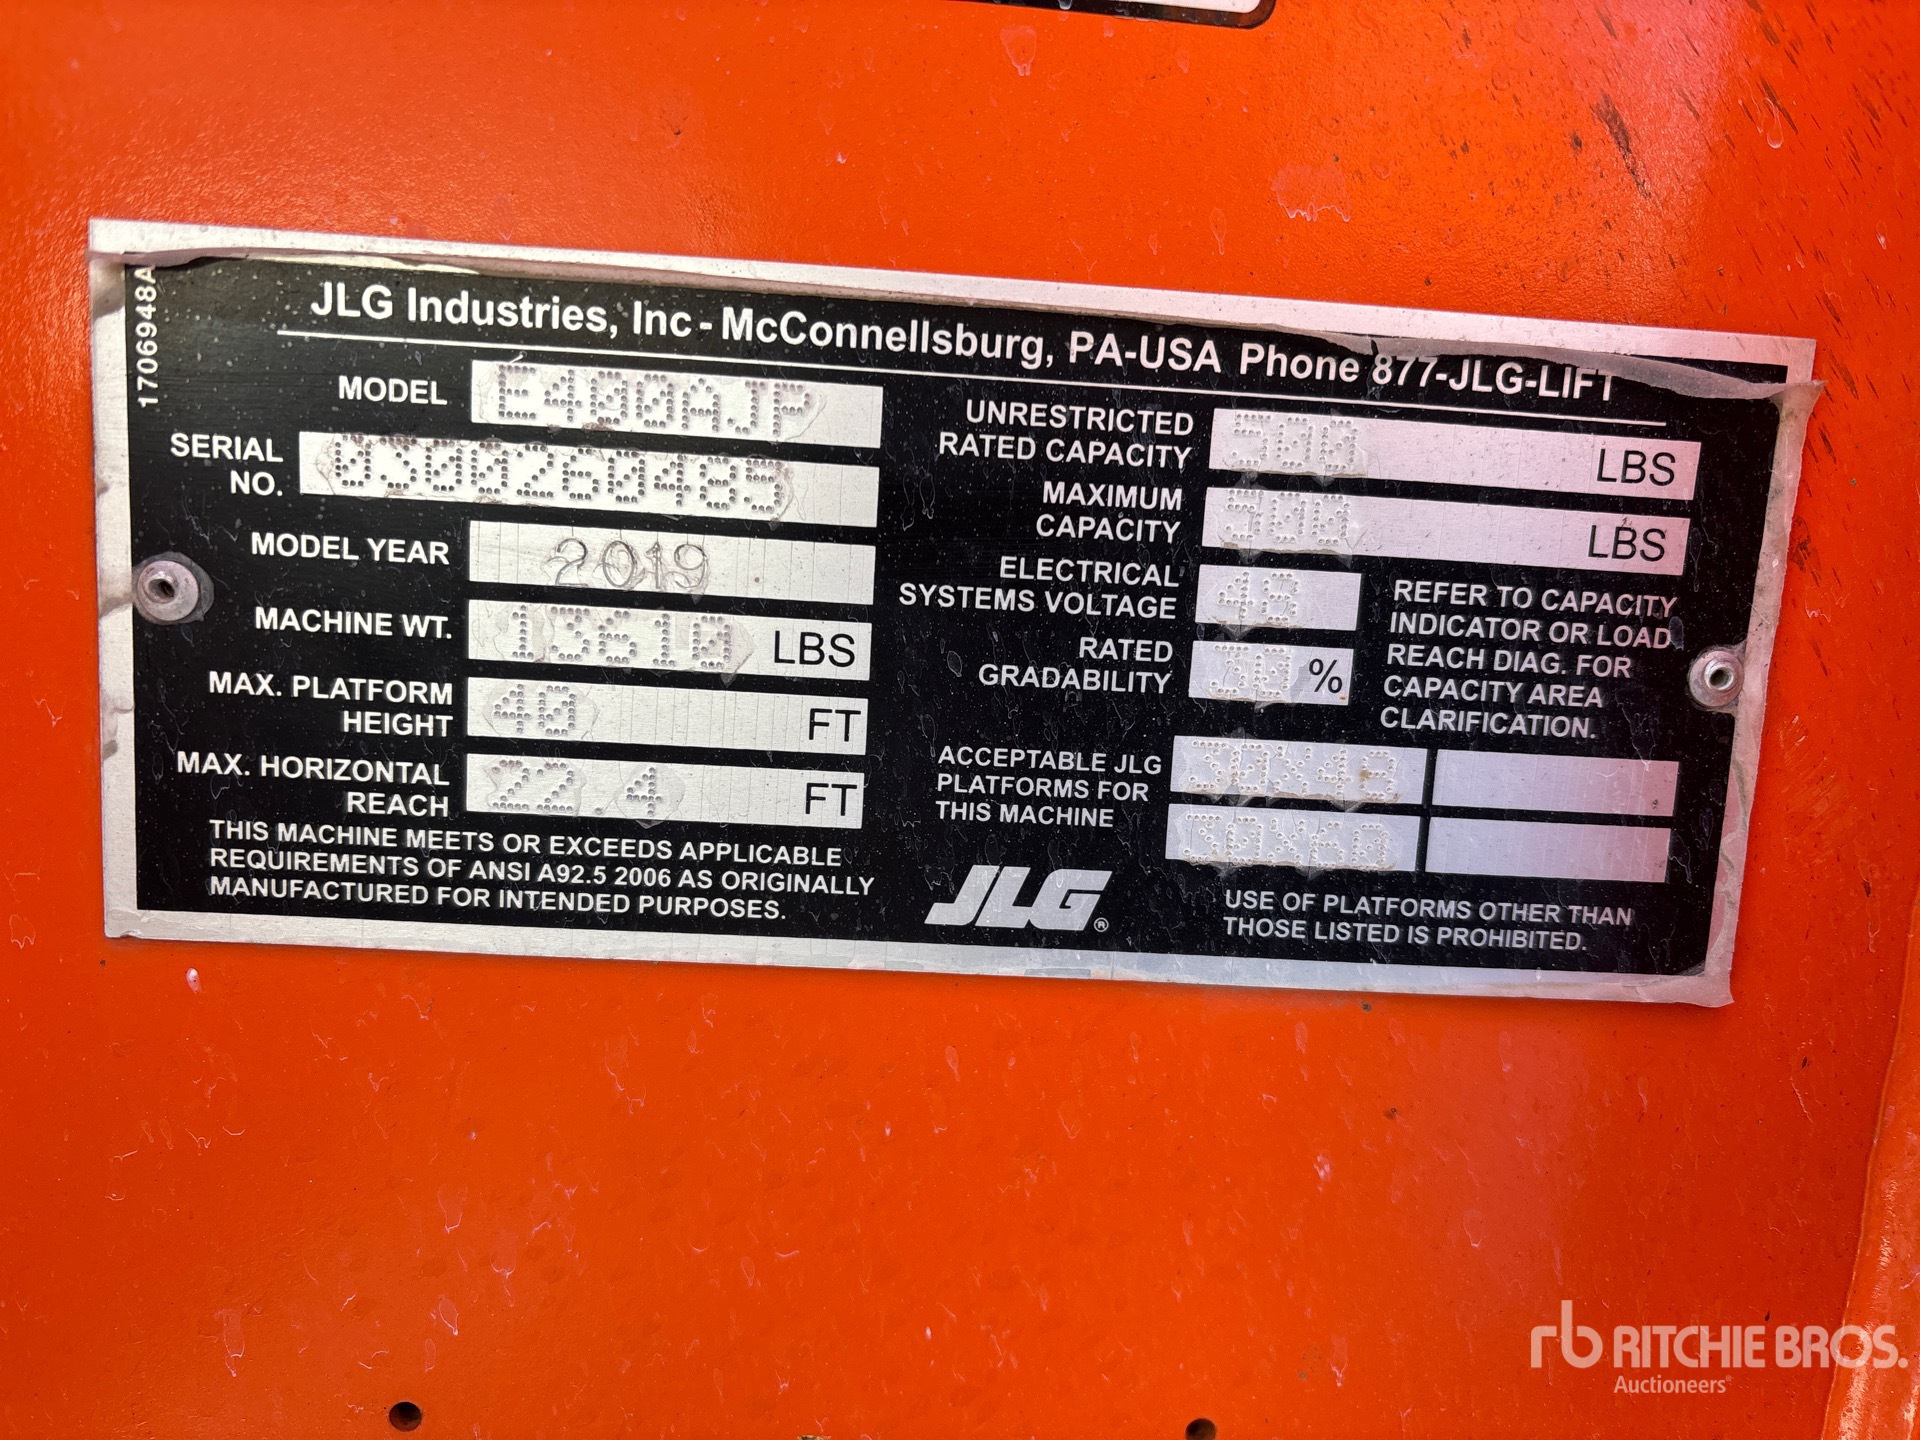 1706948A
JLG Industries, Inc - McConnellsburg, PA-USA Phone 877-JLG-LIFT
MODEL E400AJP
SERIAL NO. 0300260485
MODEL YEAR 2019
MACHINE WT. 13610 LBS
MAX. PLATFORM HEIGHT 40 FT
MAX. HORIZONTAL REACH 22.4 FT
THIS MACHINE MEETS OR EXCEEDS APPLICABLE
REQUIREMENTS OF ANSI A92.5 2006 AS ORIGINALLY
MANUFACTURED FOR INTENDED PURPOSES.
UNRESTRICTED RATED CAPACITY 500 LBS
MAXIMUM CAPACITY 500 LBS
ELECTRICAL SYSTEMS VOLTAGE 48
RATED GRADABILITY 30 %
REFER TO CAPACITY
INDICATOR OR LOAD
REACH DIAG. FOR
CAPACITY AREA
CLARIFICATION.
ACCEPTABLE JLG
PLATFORMS FOR
THIS MACHINE
30X48
30X60
JLG®
USE OF PLATFORMS OTHER THAN
THOSE LISTED IS PROHIBITED.
rb RITCHIE BROS.
Auctioneers